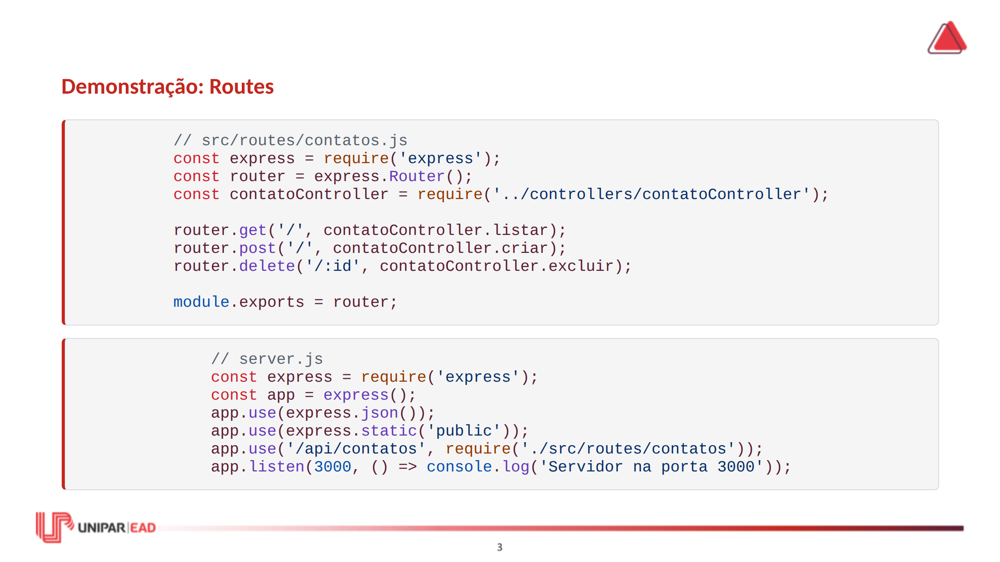 Demonstração: Routes
// src/routes/contatos.js
const express = require('express');
const router = express.Router();
const contatoController = require('../controllers/contatoController');
router.get('/', contatoController.listar);
router.post('/', contatoController.criar);
router.delete('/:id', contatoController.excluir);
module.exports = router;
// server.js
const express = require('express');
const app = express();
app.use(express.json());
app.use(express.static('public'));
app.use('/api/contatos', require('./src/routes/contatos'));
app.listen(3000, () => console.log('Servidor na porta 3000'));
UNIPAR|EAD
3